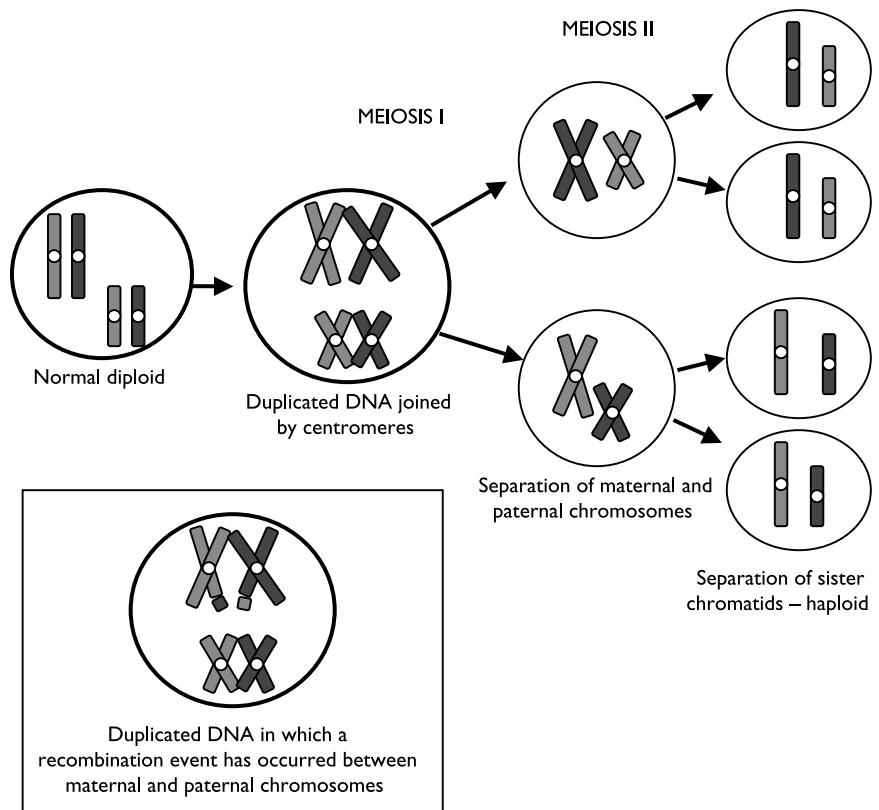 MEIOSIS II
MEIOSIS I
Normal diploid
Duplicated DNA joined
by centromeres
Separation of maternal and
paternal chromosomes
Separation of sister
chromatids – haploid
Duplicated DNA in which a
recombination event has occurred between
maternal and paternal chromosomes